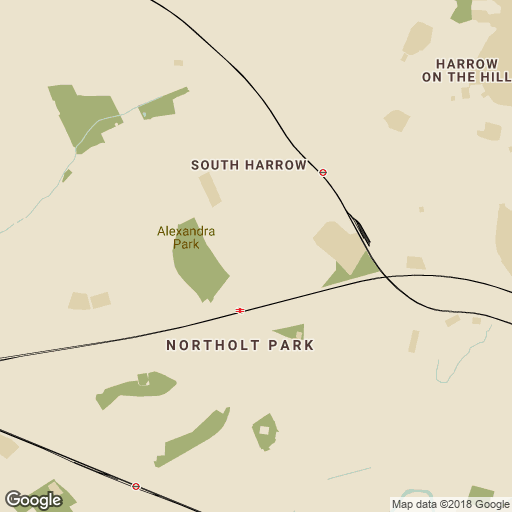 HARROW
ON THE HILL
SOUTH HARROW
Alexandra
Park
NORTHOLT PARK
Google
Map data ©2018 Google